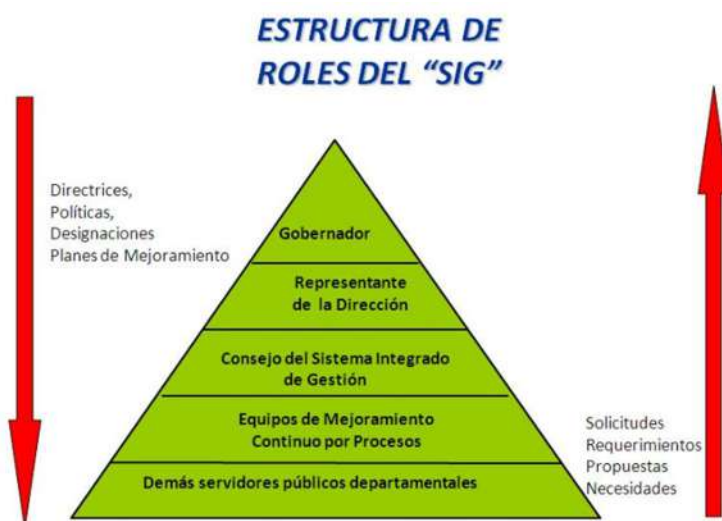 ESTRUCTURA DE
ROLES DEL “SIG”
Directrices,
Políticas,
Designaciones
Planes de Mejoramiento
Gobernador
Representante
de la Dirección
Consejo del Sistema Integrado
de Gestión
Equipos de Mejoramiento
Continuo por Procesos
Demás servidores públicos departamentales
Solicitudes
Requerimientos
Propuestas
Necesidades